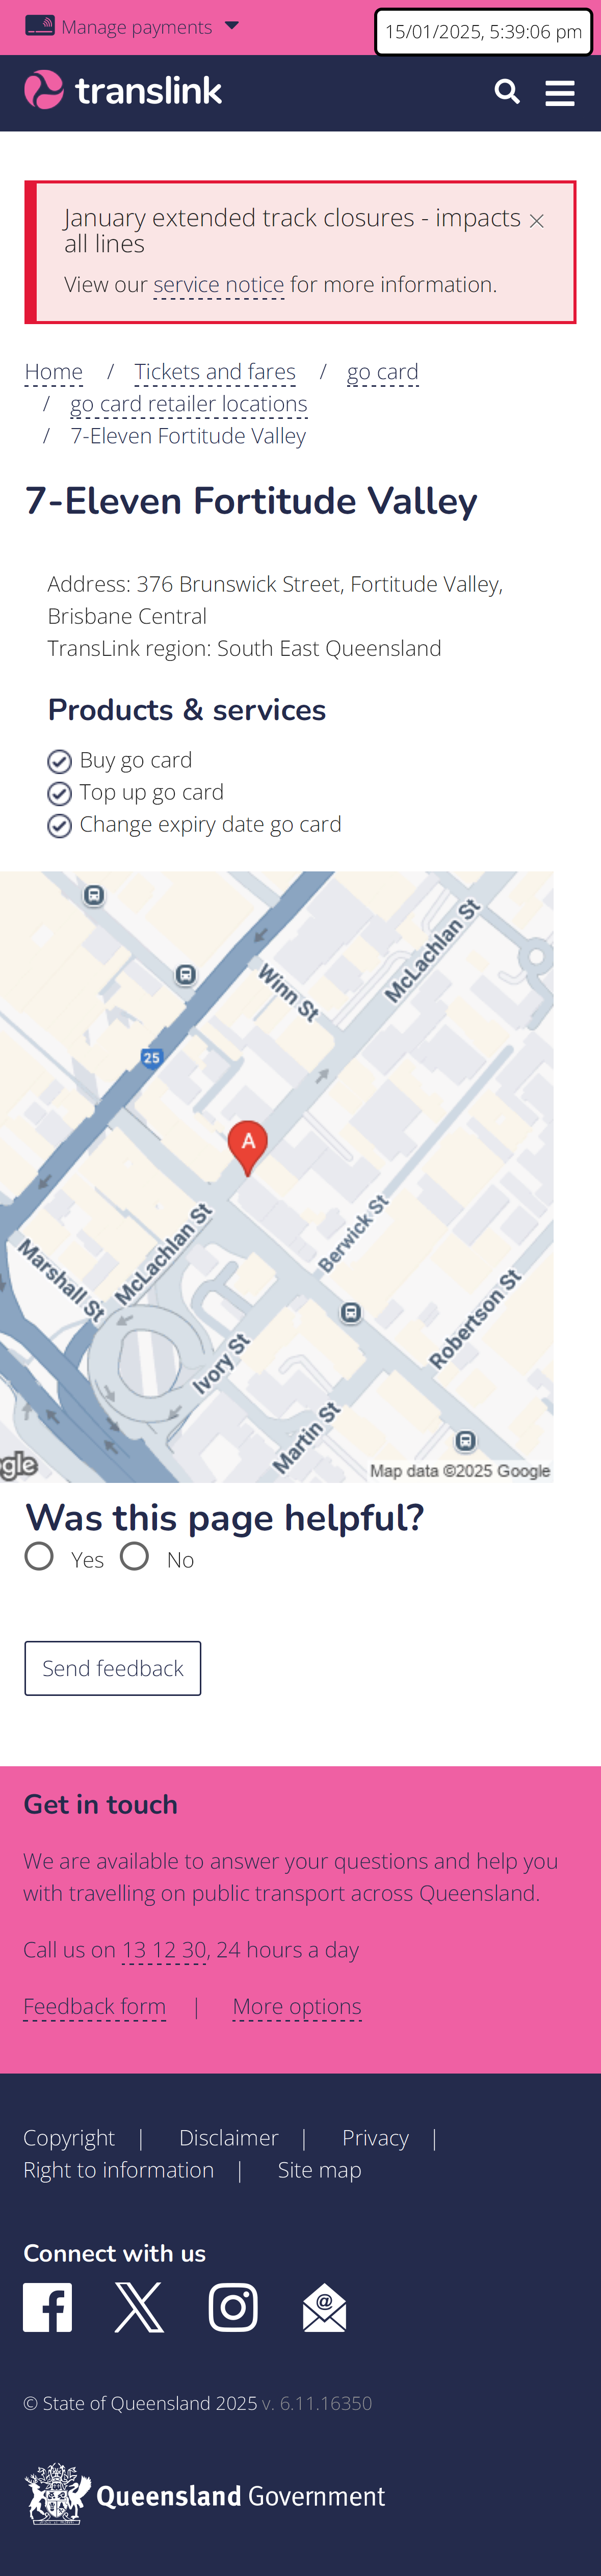 Manage payments
15/01/2025, 5:39:06 pm
translink
January extended track closures - impacts
all lines
View our service notice for more information.
Home / Tickets and fares / go card
/ go card retailer locations
/ 7-Eleven Fortitude Valley
7-Eleven Fortitude Valley
Address: 376 Brunswick Street, Fortitude Valley,
Brisbane Central
TransLink region: South East Queensland
Products & services
Buy go card
Top up go card
Change expiry date go card
McLachlan St
Winn St
25
A
McLachlan St
Berwick St
Marshall St
Robertson St
Ivory St
Martin St
gle
Map data ©2025 Google
Was this page helpful?
Yes No
Send feedback
Get in touch
We are available to answer your questions and help you
with travelling on public transport across Queensland.
Call us on 13 12 30, 24 hours a day
Feedback form | More options
Copyright | Disclaimer | Privacy |
Right to information | Site map
Connect with us
© State of Queensland 2025 v. 6.11.16350
Queensland Government